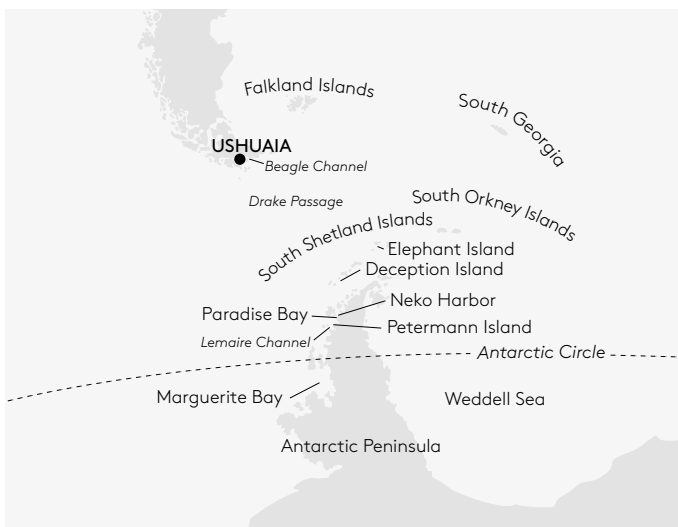 Falkland Islands
South Georgia
USHUAIA
Beagle Channel
Drake Passage
South Orkney Islands
South Shetland Islands
Elephant Island
Deception Island
Neko Harbor
Paradise Bay
Petermann Island
Lemaire Channel
Antarctic Circle
Marguerite Bay
Weddell Sea
Antarctic Peninsula